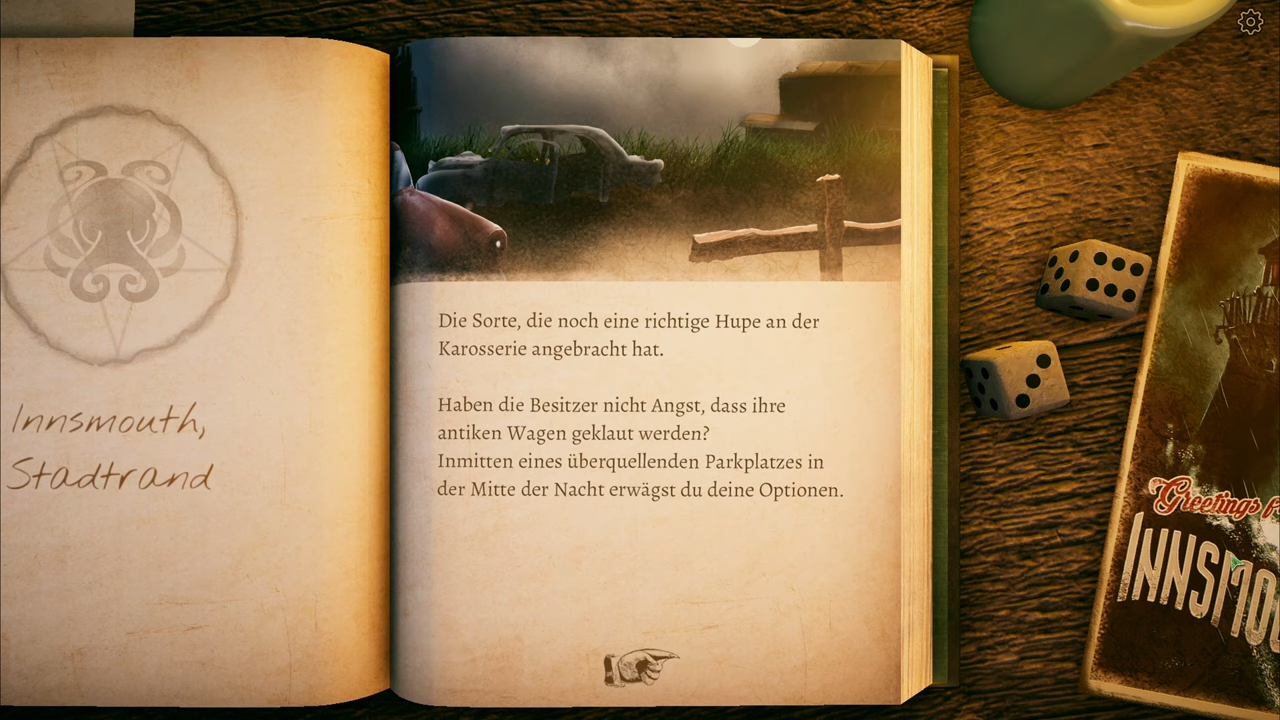 Innsmouth,
Stadtrand
Die Sorte, die noch eine richtige Hupe an der
Karosserie angebracht hat.
Haben die Besitzer nicht Angst, dass ihre
antiken Wagen geklaut werden?
Inmitten eines überquellenden Parkplatzes in
der Mitte der Nacht erwägst du deine Optionen.
Greetings f
INNSMO